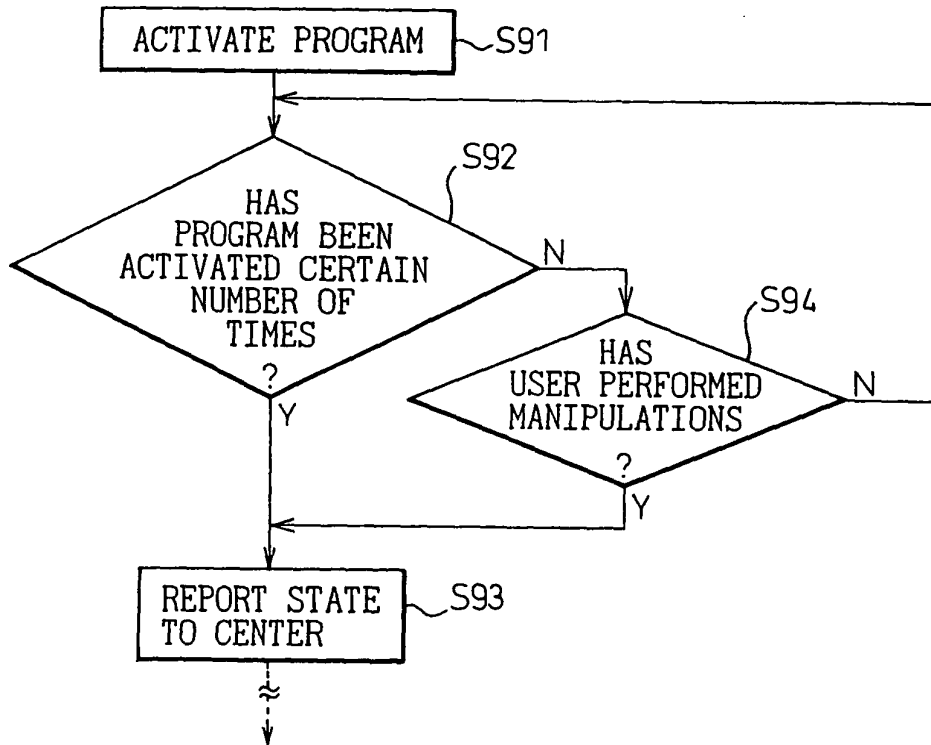 ACTIVATE PROGRAM
S91
S92
HAS
PROGRAM BEEN
ACTIVATED CERTAIN
NUMBER OF
TIMES
?
N
Y
S94
HAS
USER PERFORMED
MANIPULATIONS
?
N
Y
REPORT STATE
TO CENTER
S93